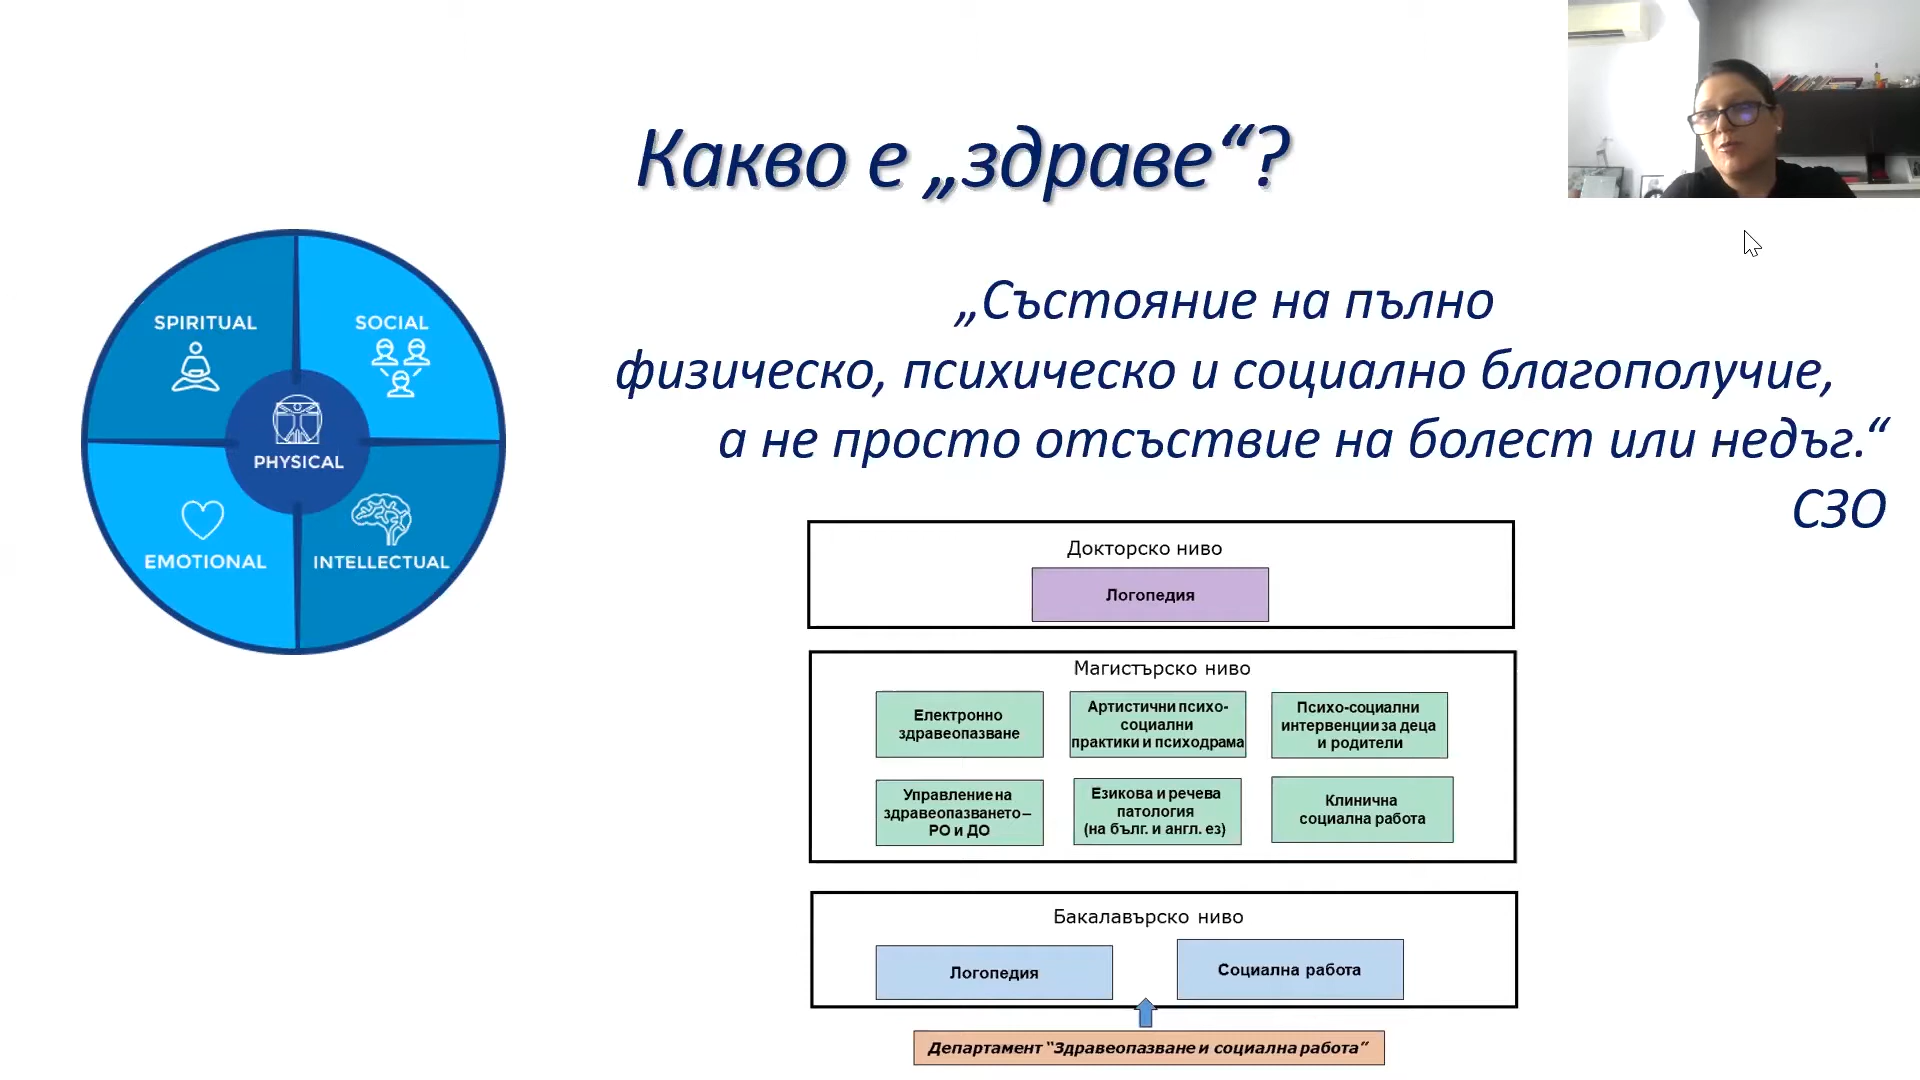 Какво е „здраве“?
„Състояние на пълно
физическо, психическо и социално благополучие,
а не просто отсъствие на болест или недъг.“
СЗО
SPIRITUAL
SOCIAL
PHYSICAL
EMOTIONAL
INTELLECTUAL
Докторско ниво
Логопедия
Магистърско ниво
Електронно
здравеопазване
Артистични психо-
социални
практики и психодрама
Психо-социални
интервенции за деца
и родители
Управление на
здравеопазването–
РО и ДО
Езикова и речева
патология
(на бълг. и англ. ез)
Клинична
социална работа
Бакалавърско ниво
Логопедия
Социална работа
Департамент “Здравеопазване и социална работа”